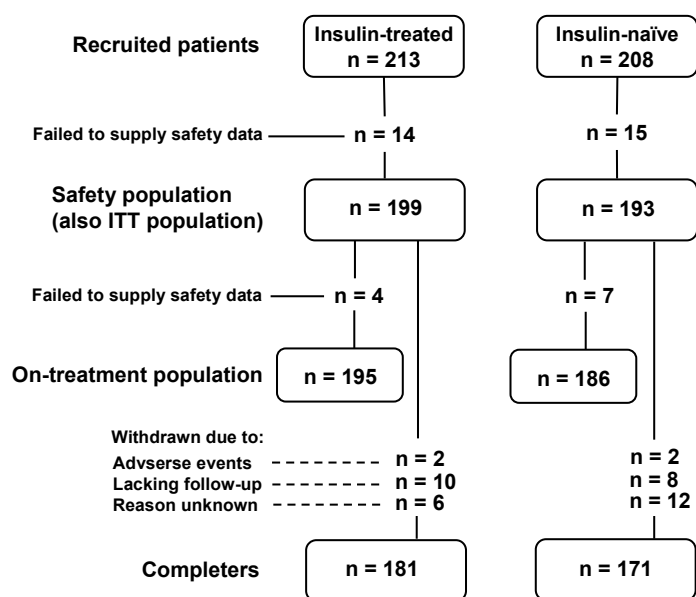 Recruited patients
Insulin-treated
n = 213
Insulin-naïve
n = 208
Failed to supply safety data
n = 14
n = 15
Safety population
(also ITT population)
n = 199
n = 193
Failed to supply safety data
n = 4
n = 7
On-treatment population
n = 195
n = 186
Withdrawn due to:
Advserse events
n = 2
n = 2
Lacking follow-up
n = 10
n = 8
Reason unknown
n = 6
n = 12
Completers
n = 181
n = 171